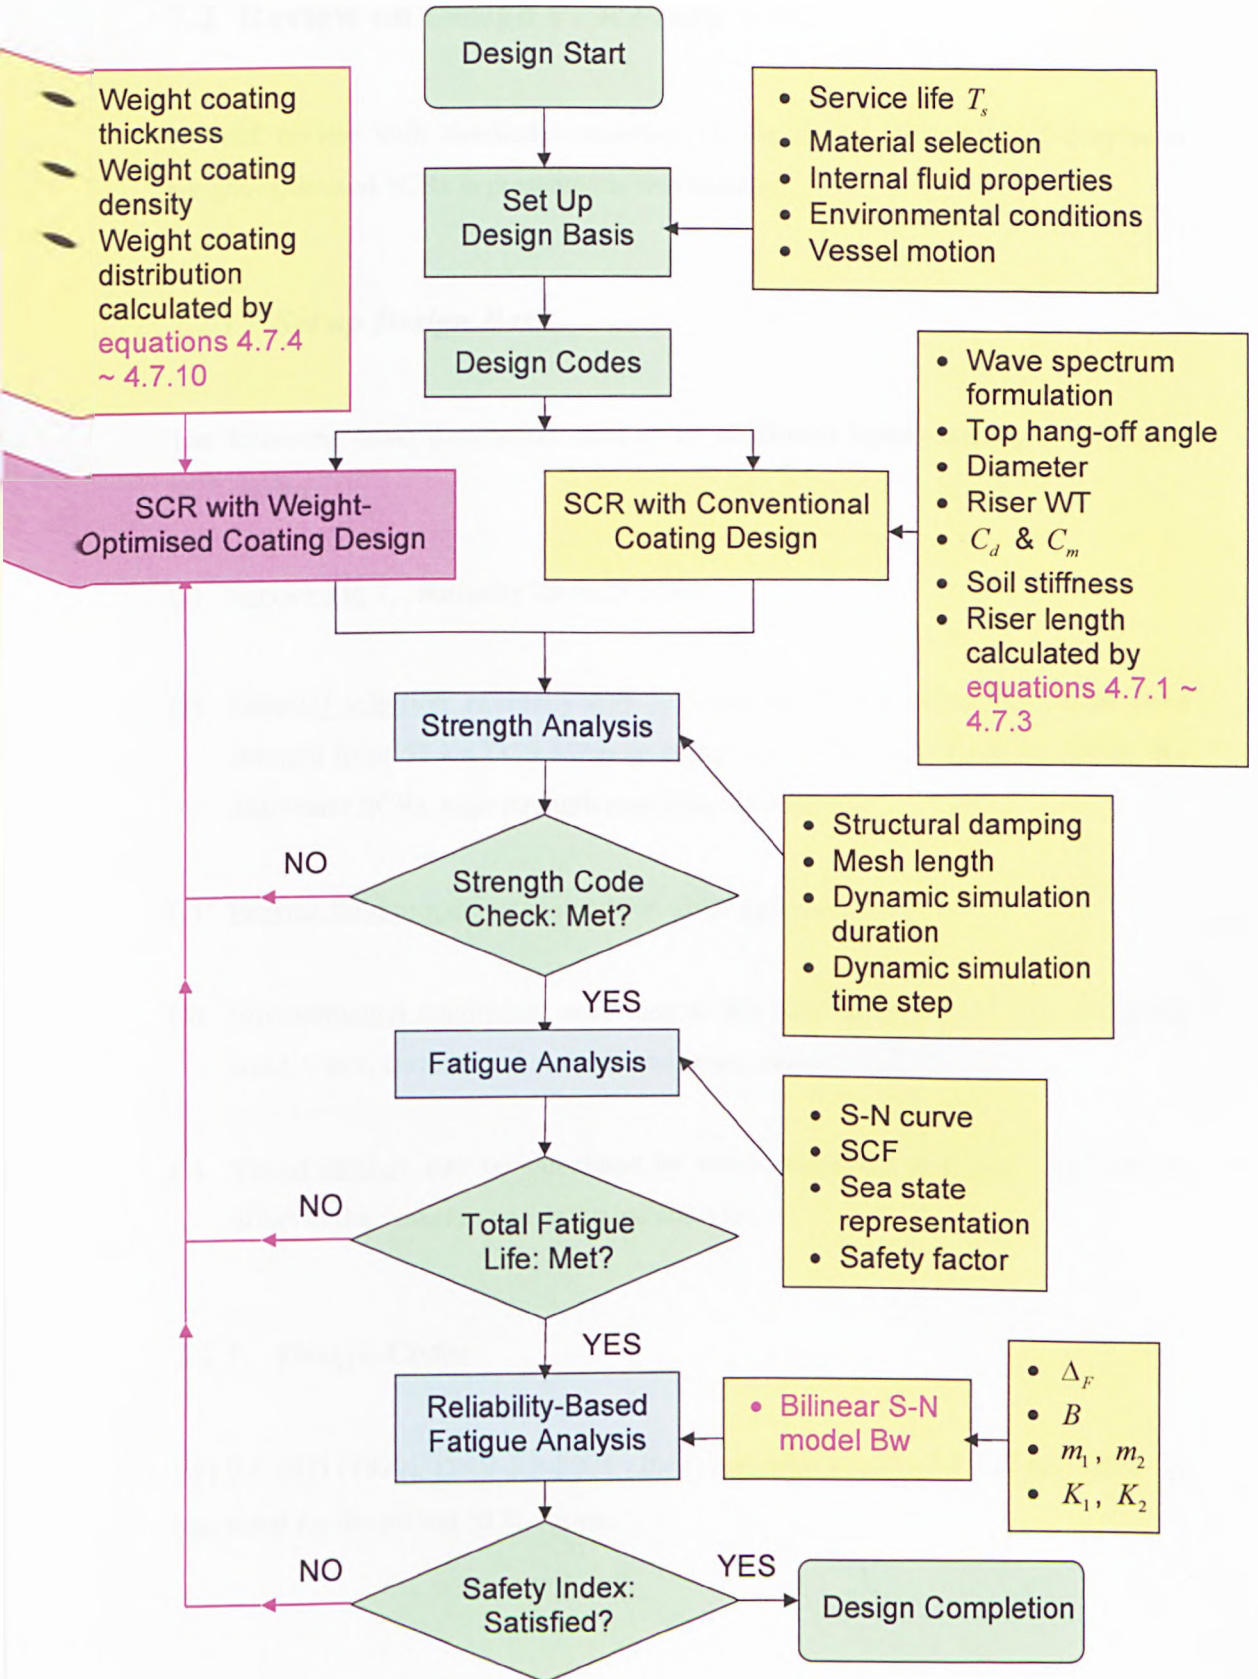 Design Start
Weight coating
thickness
Weight coating
density
Weight coating
distribution
calculated by
equations 4.7.4
~ 4.7.10
Service life T_s
Material selection
Internal fluid properties
Environmental conditions
Vessel motion
Set Up
Design Basis
Design Codes
Wave spectrum
formulation
Top hang-off angle
Diameter
Riser WT
C_d & C_m
Soil stiffness
Riser length
calculated by
equations 4.7.1 ~
4.7.3
SCR with Weight-
Optimised Coating Design
SCR with Conventional
Coating Design
Strength Analysis
Structural damping
Mesh length
Dynamic simulation
duration
Dynamic simulation
time step
NO
Strength Code
Check: Met?
YES
Fatigue Analysis
S-N curve
SCF
Sea state
representation
Safety factor
NO
Total Fatigue
Life: Met?
YES
Reliability-Based
Fatigue Analysis
Bilinear S-N
model Bw
Δ_F
B
m_1, m_2
K_1, K_2
NO
Safety Index:
Satisfied?
YES
Design Completion